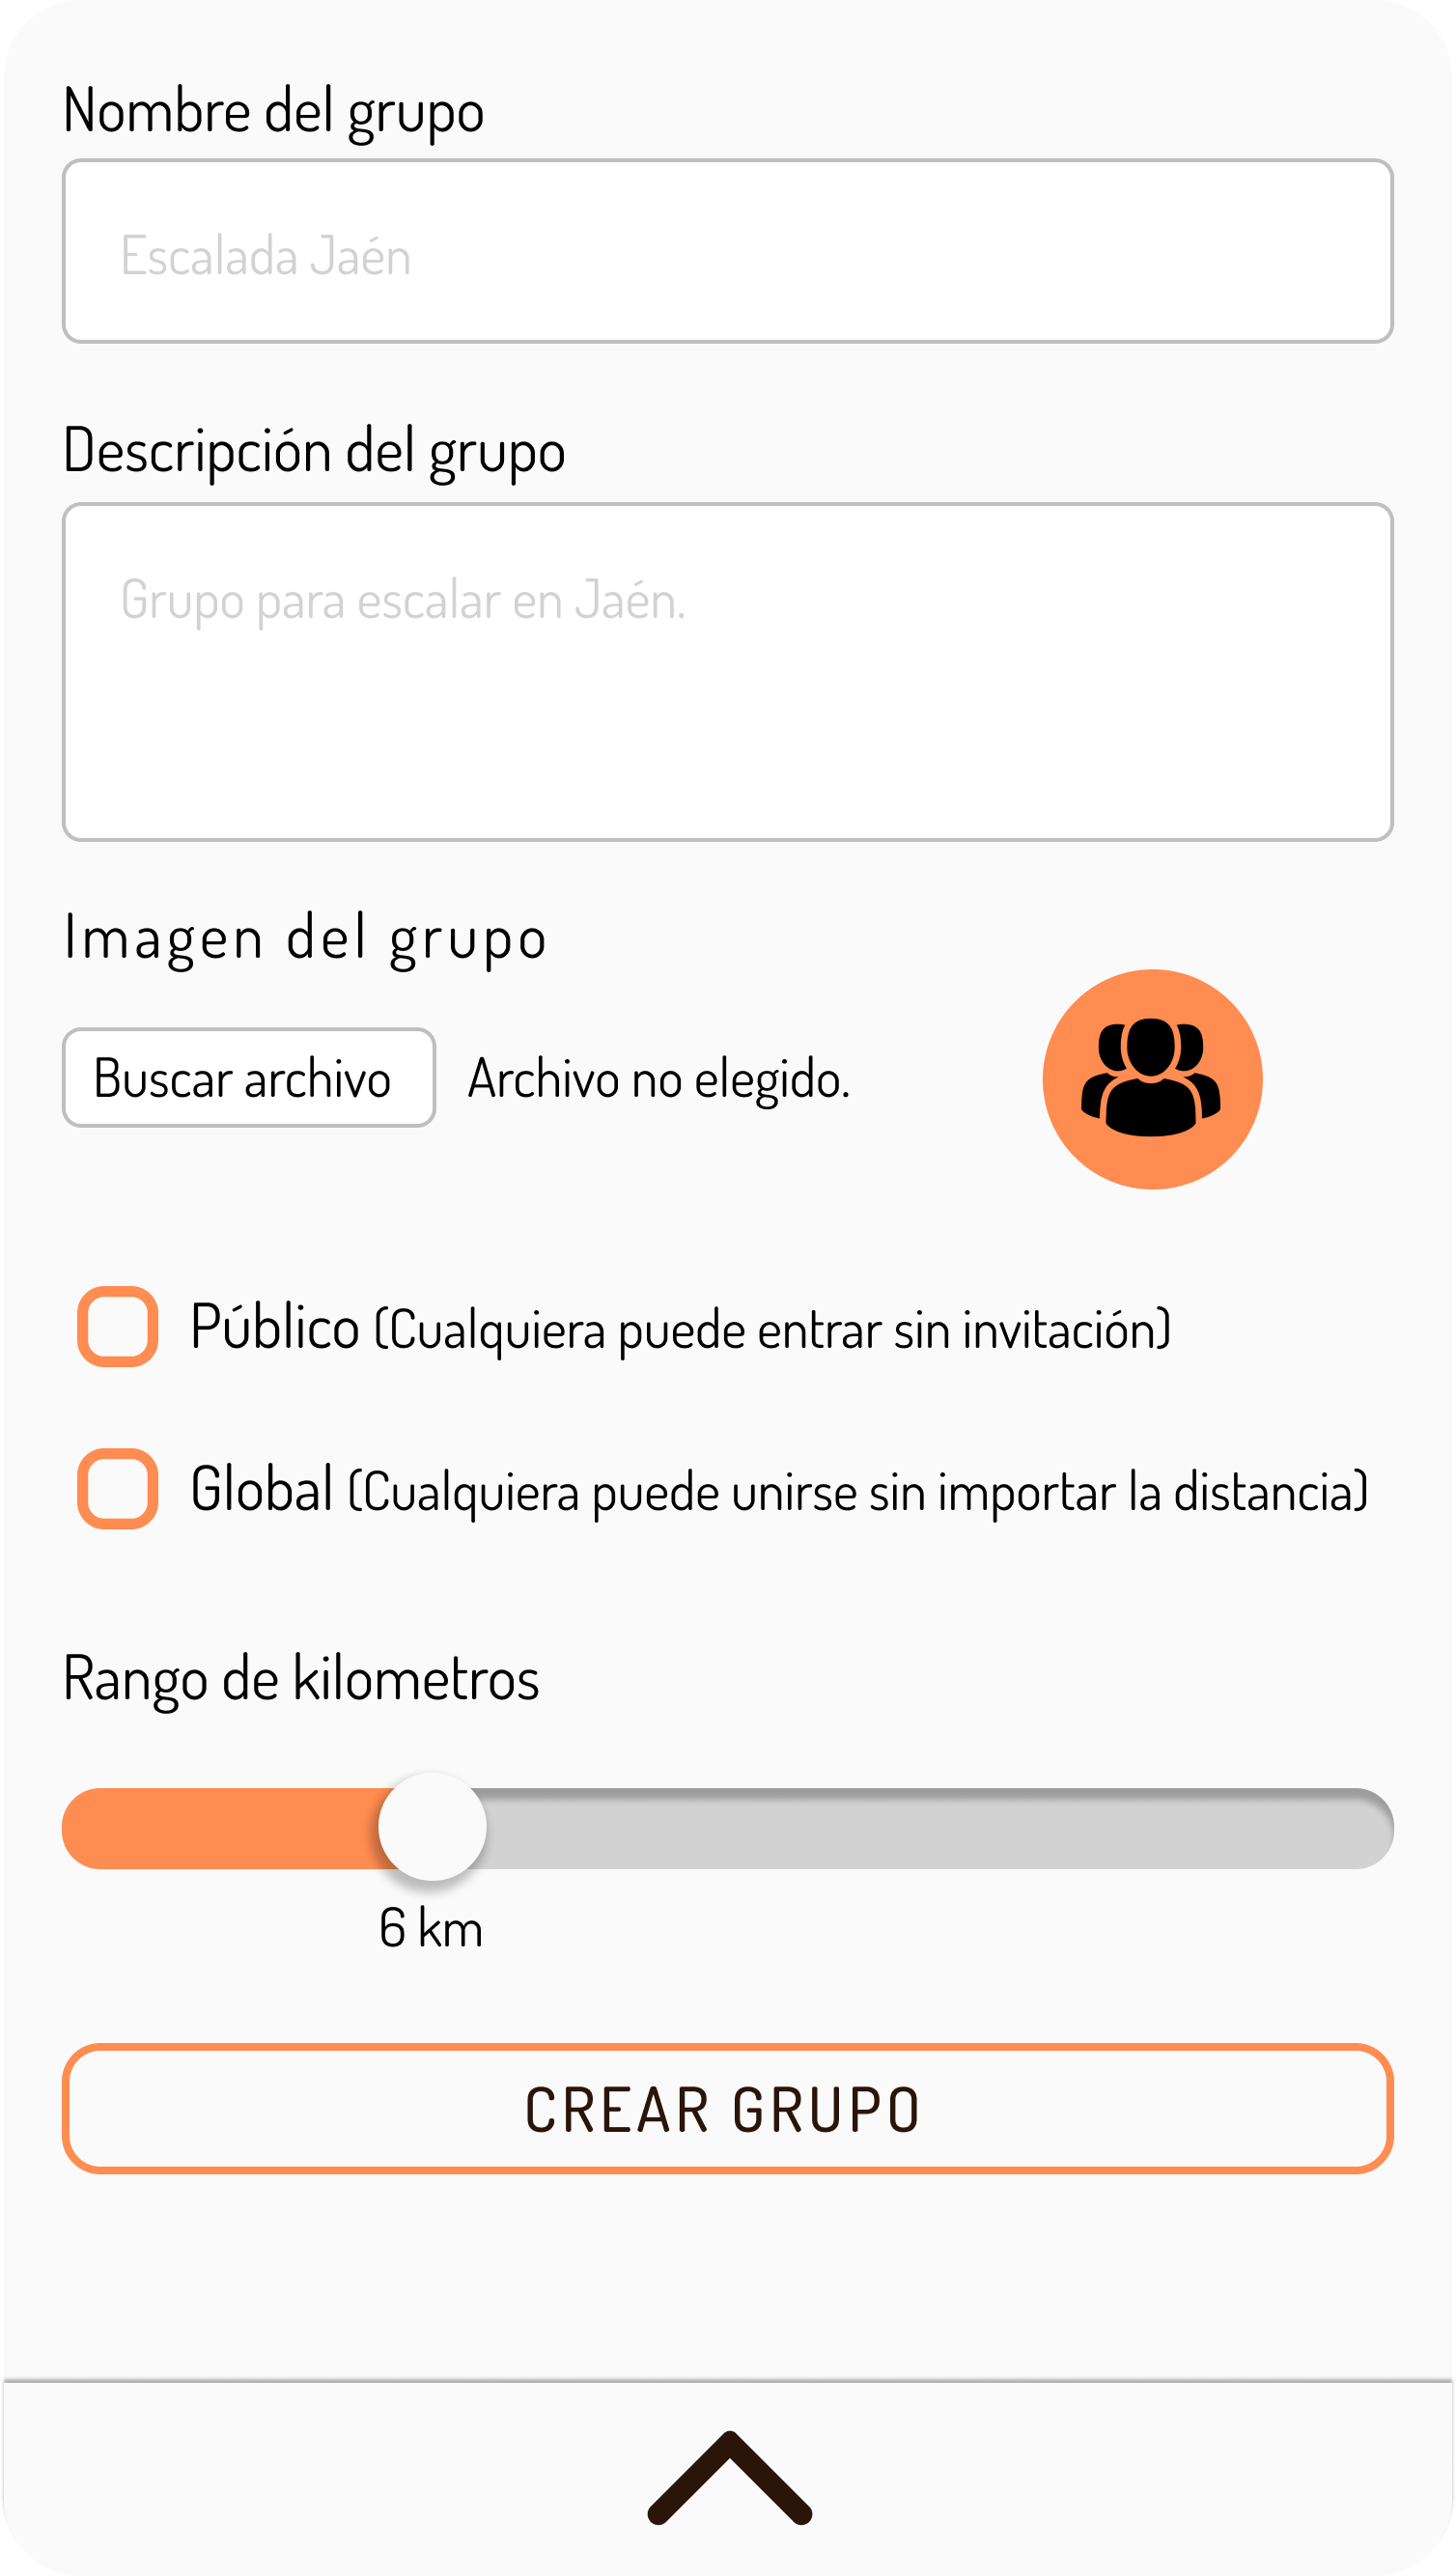 Nombre del grupo
Escalada Jaén
Descripción del grupo
Grupo para escalar en Jaén.
Imagen del grupo
Buscar archivo Archivo no elegido.
Público (Cualquiera puede entrar sin invitación)
Global (Cualquiera puede unirse sin importar la distancia)
Rango de kilometros
6 km
CREAR GRUPO